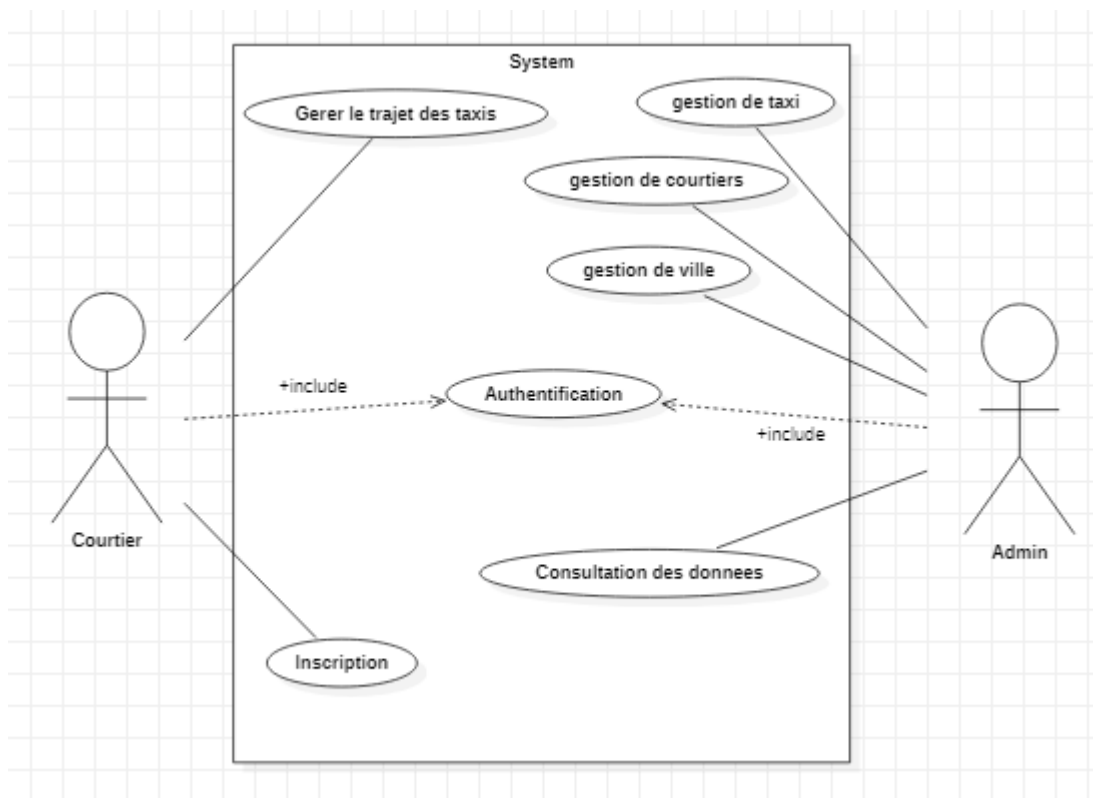 System
Gerer le trajet des taxis
gestion de taxi
gestion de courtiers
gestion de ville
+include
Authentification
+include
Courtier
Admin
Consultation des donnees
Inscription